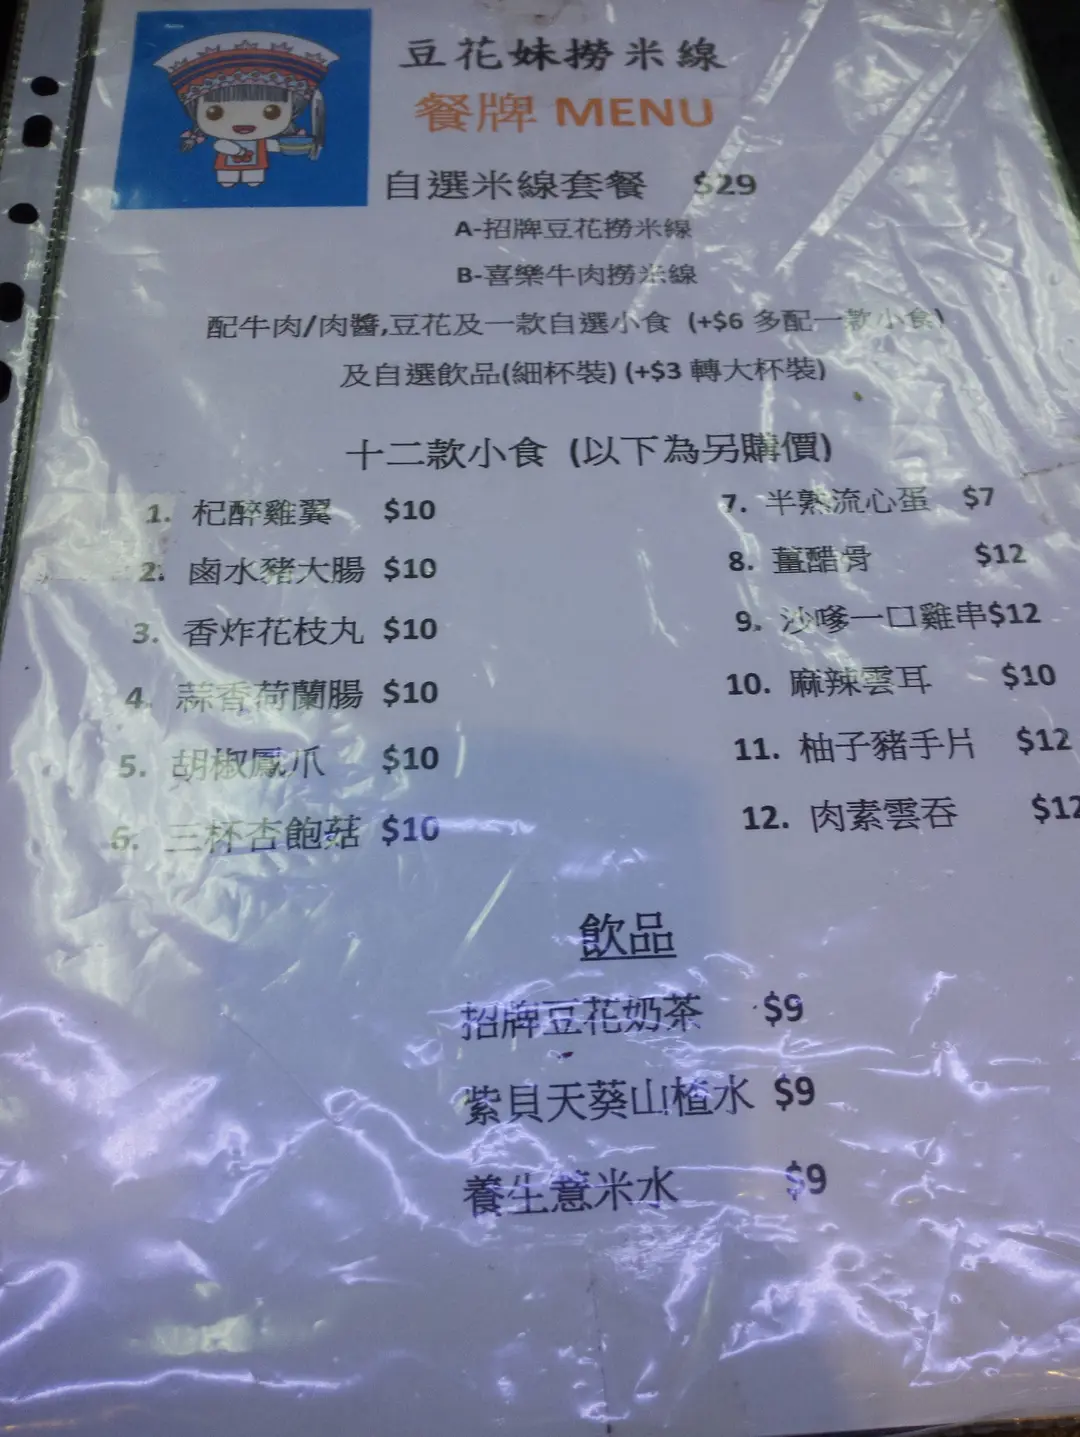 豆花妹撈米線
餐牌 MENU
自選米線套餐 $29
A-招牌豆花撈米線
B-喜樂牛肉撈米線
配牛肉/肉醬,豆花及一款自選小食 (+$6 多配一款小食)
及自選飲品(細杯裝) (+$3 轉大杯裝)
十二款小食 (以下為另購價)
1. 杞醉雞翼 $10
2. 鹵水豬大腸 $10
3. 香炸花枝丸 $10
4. 蒜香荷蘭腸 $10
5. 胡椒鳳爪 $10
6. 三杯杏鮑菇 $10
7. 半熟流心蛋 $7
8. 薑醋骨 $12
9. 沙嗲一口雞串$12
10. 麻辣雲耳 $10
11. 柚子豬手片 $12
12. 肉素雲吞 $12
飲品
招牌豆花奶茶 $9
紫貝天葵山楂水 $9
養生薏米水 $9